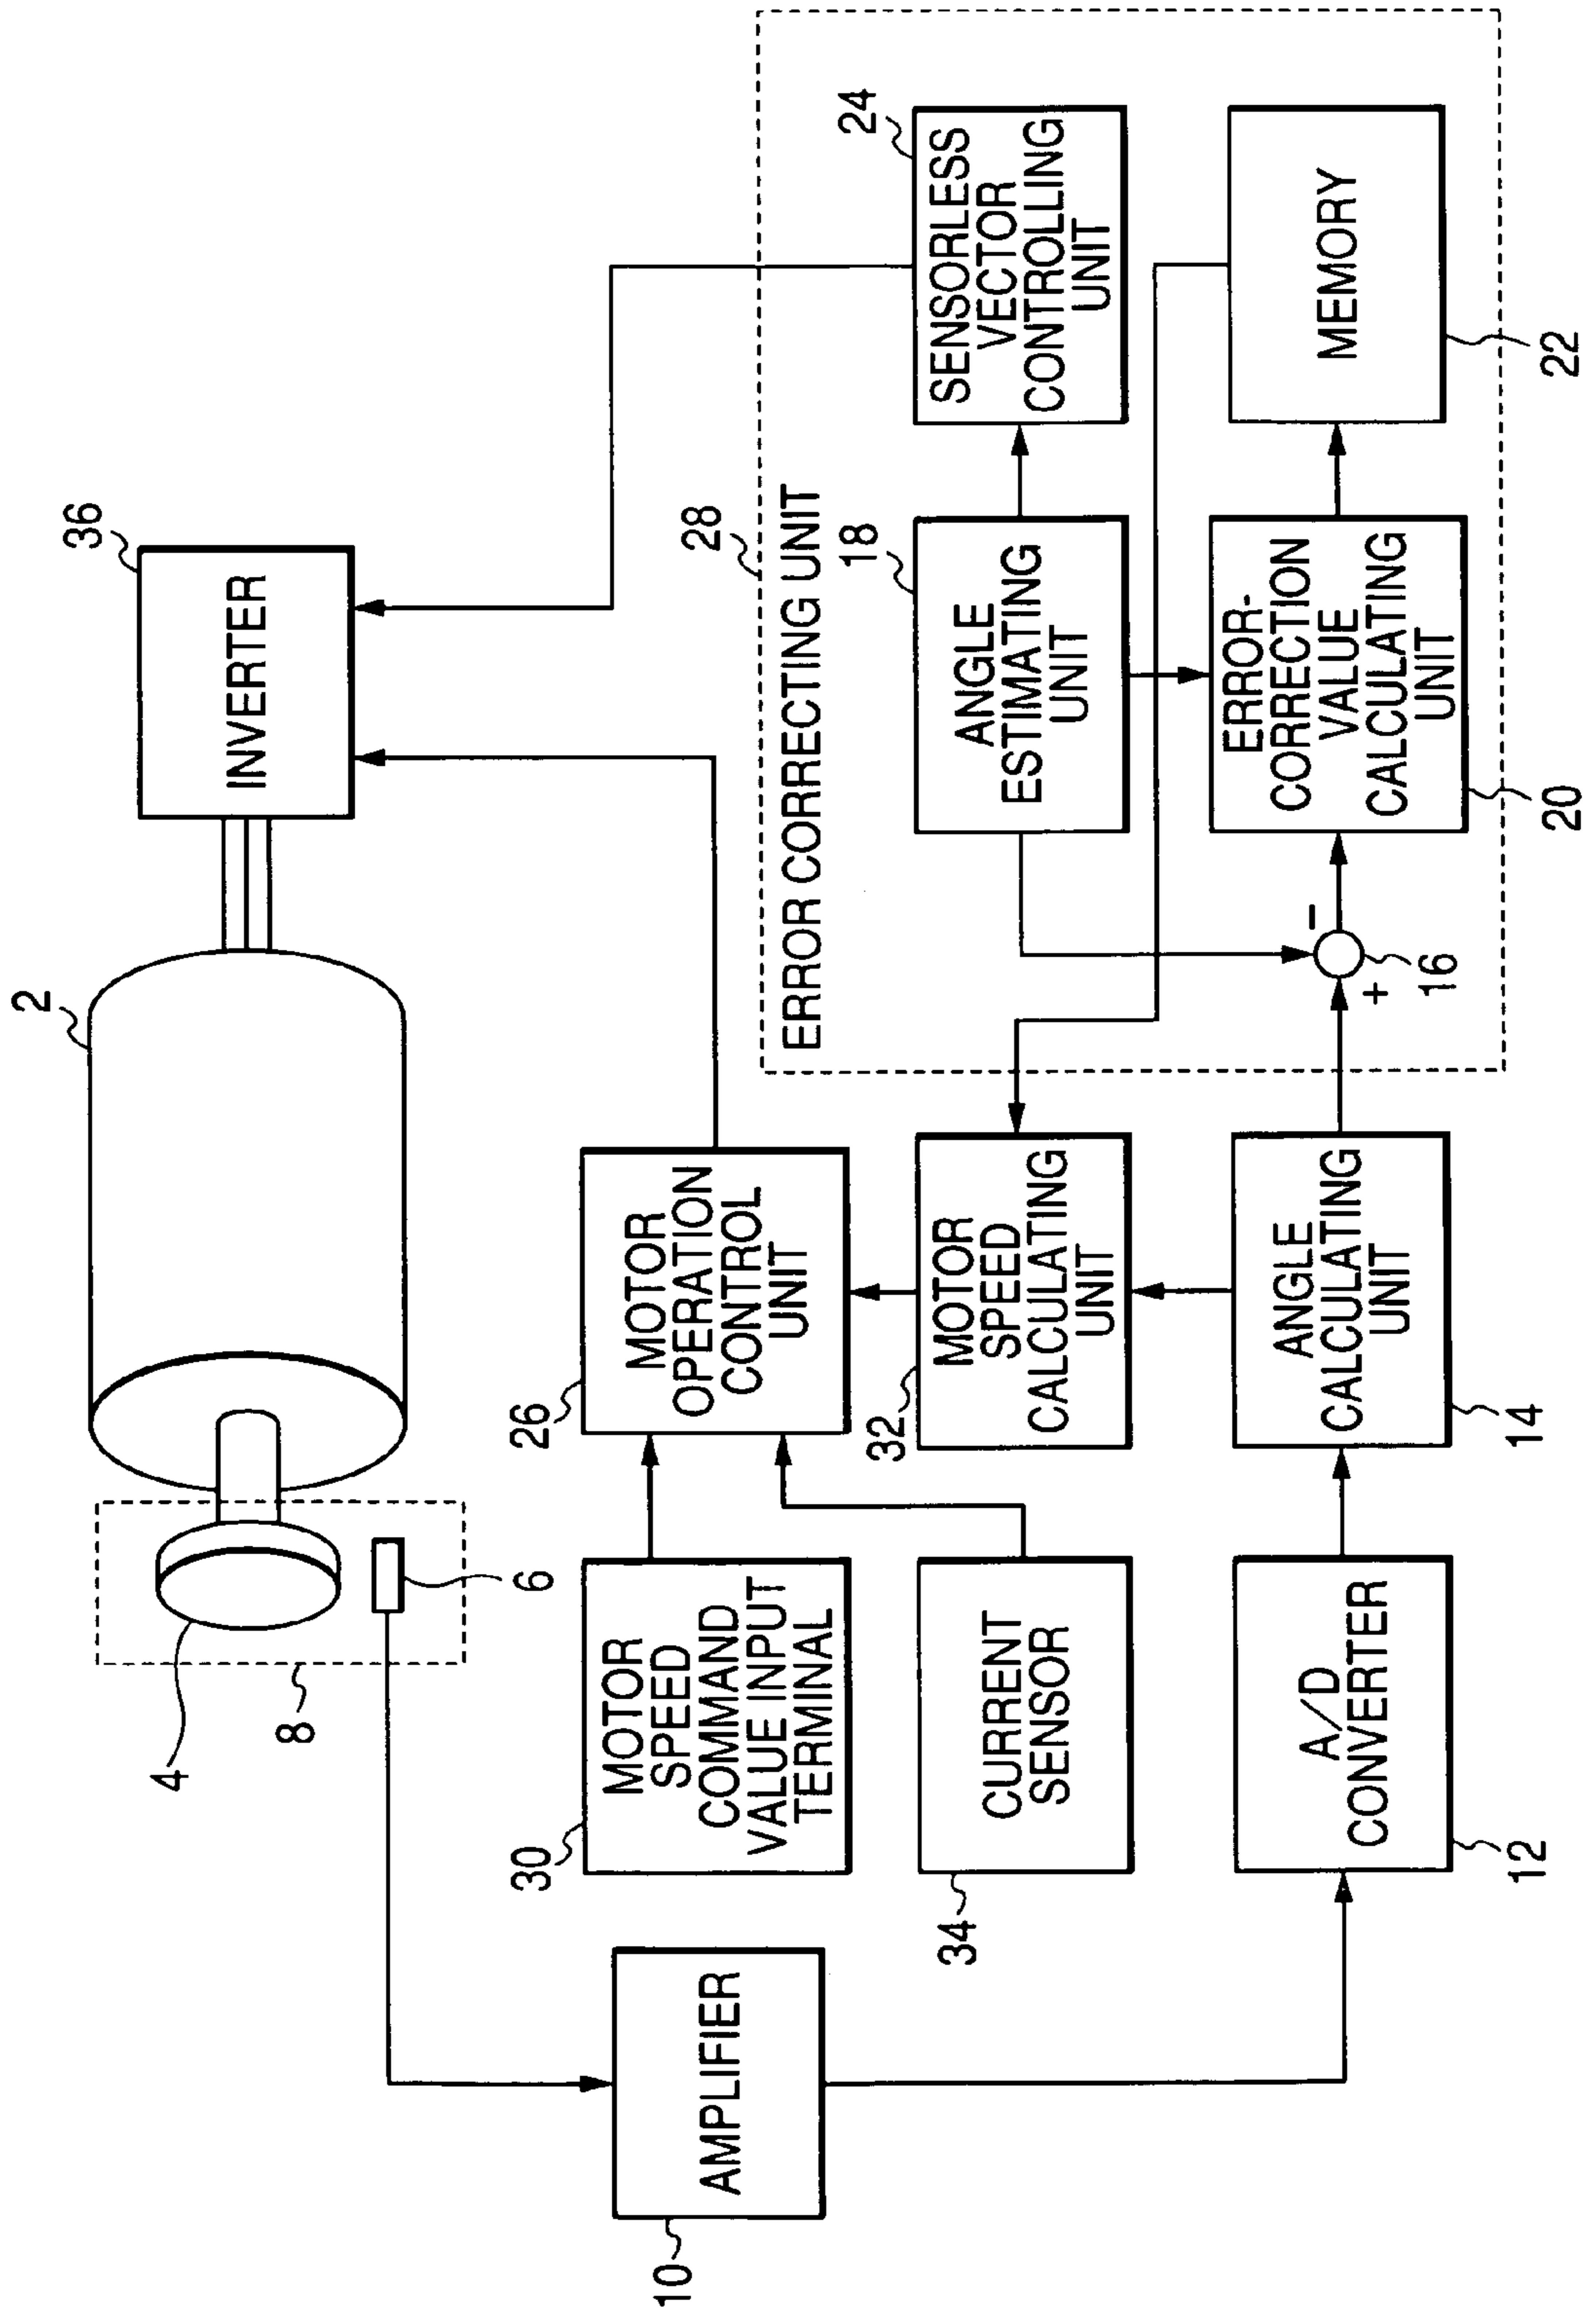 2
36
INVERTER
4
8
6
28
ERROR CORRECTING UNIT
24
SENSORLESS
VECTOR
CONTROLLING
UNIT
26
MOTOR
OPERATION
CONTROL
UNIT
18
ANGLE
ESTIMATING
UNIT
30
MOTOR
SPEED
COMMAND
VALUE INPUT
TERMINAL
32
MOTOR
SPEED
CALCULATING
UNIT
10
AMPLIFIER
34
CURRENT
SENSOR
A/D
CONVERTER
12
ANGLE
CALCULATING
UNIT
14
+
−
16
ERROR-
CORRECTION
VALUE
CALCULATING
UNIT
20
MEMORY
22